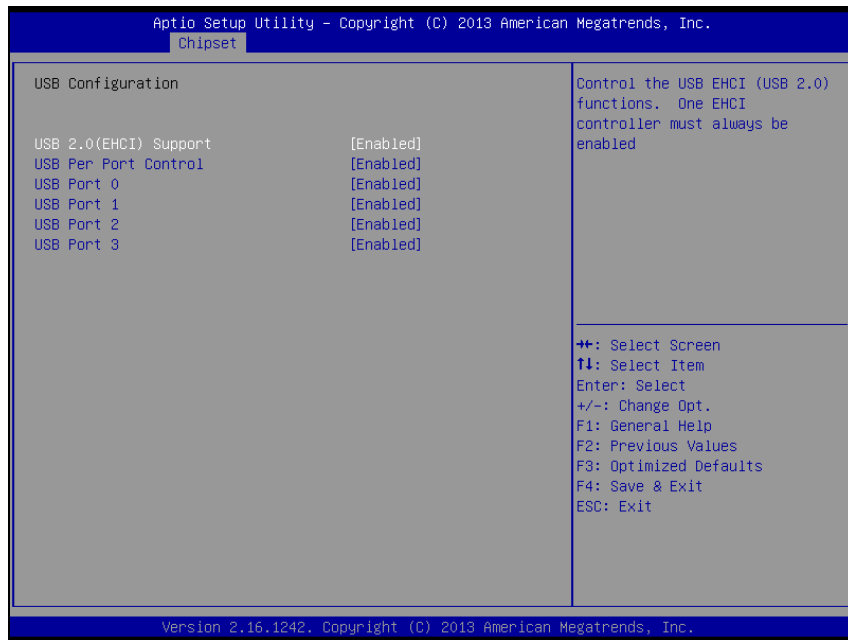 Aptio Setup Utility – Copyright (C) 2013 American Megatrends, Inc.
Chipset
USB Configuration
USB 2.0(EHCI) Support [Enabled]
USB Per Port Control [Enabled]
USB Port 0 [Enabled]
USB Port 1 [Enabled]
USB Port 2 [Enabled]
USB Port 3 [Enabled]
Control the USB EHCI (USB 2.0)
functions. One EHCI
controller must always be
enabled
→←: Select Screen
↑↓: Select Item
Enter: Select
+/-: Change Opt.
F1: General Help
F2: Previous Values
F3: Optimized Defaults
F4: Save & Exit
ESC: Exit
Version 2.16.1242. Copyright (C) 2013 American Megatrends, Inc.